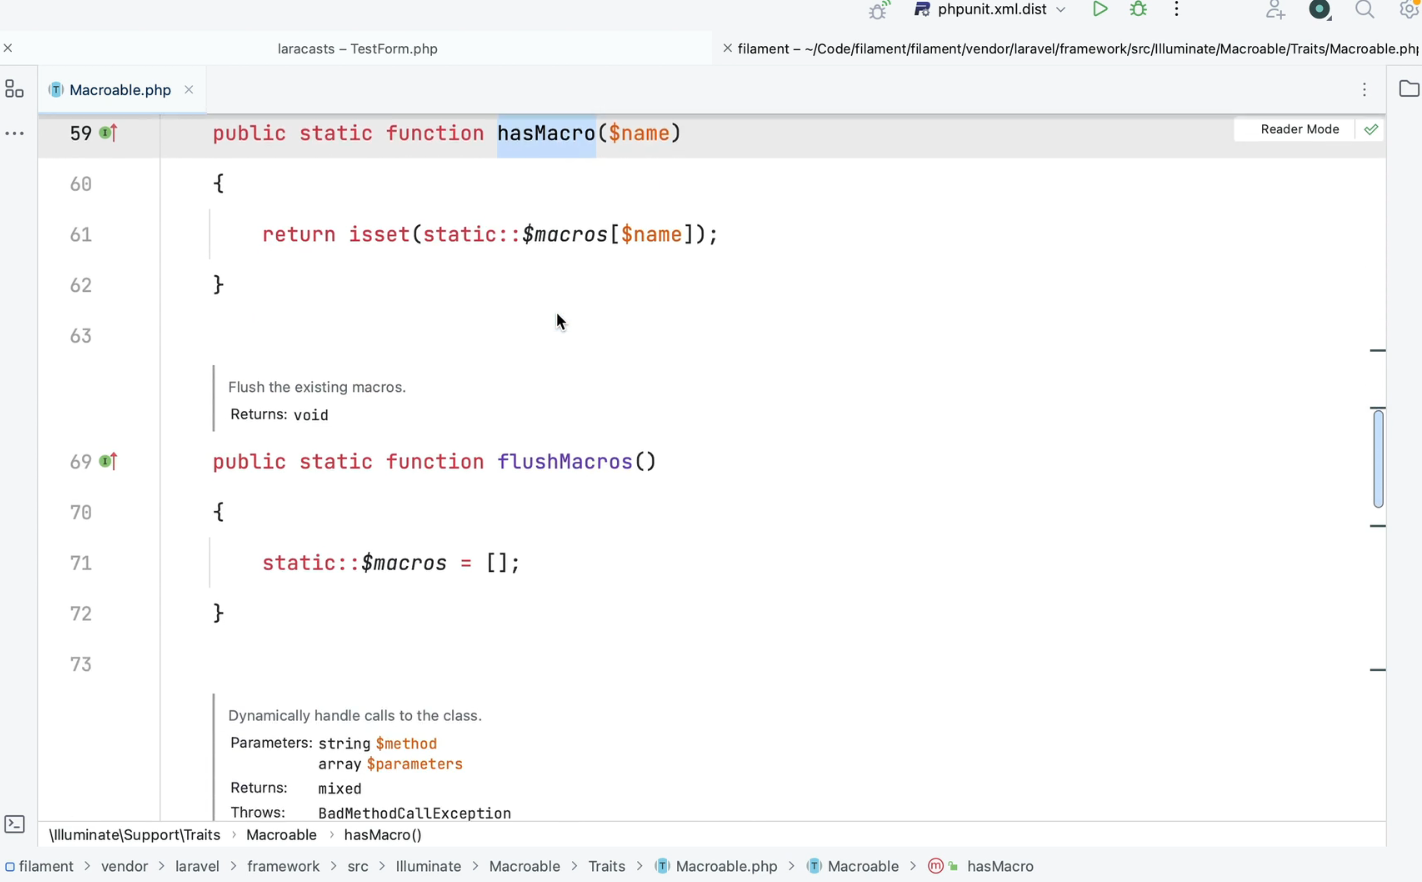 phpunit.xml.dist
laracasts – TestForm.php
filament – ~/Code/filament/filament/vendor/laravel/framework/src/Illuminate/Macroable/Traits/Macroable.php
Macroable.php
Reader Mode
59 public static function hasMacro($name)
60 {
61 return isset(static::$macros[$name]);
62 }
63
Flush the existing macros.
Returns: void
69 public static function flushMacros()
70 {
71 static::$macros = [];
72 }
73
Dynamically handle calls to the class.
Parameters: string $method
array $parameters
Returns: mixed
Throws: BadMethodCallException
\Illuminate\Support\Traits › Macroable › hasMacro()
filament > vendor > laravel > framework > src > Illuminate > Macroable > Traits > Macroable.php > Macroable > hasMacro